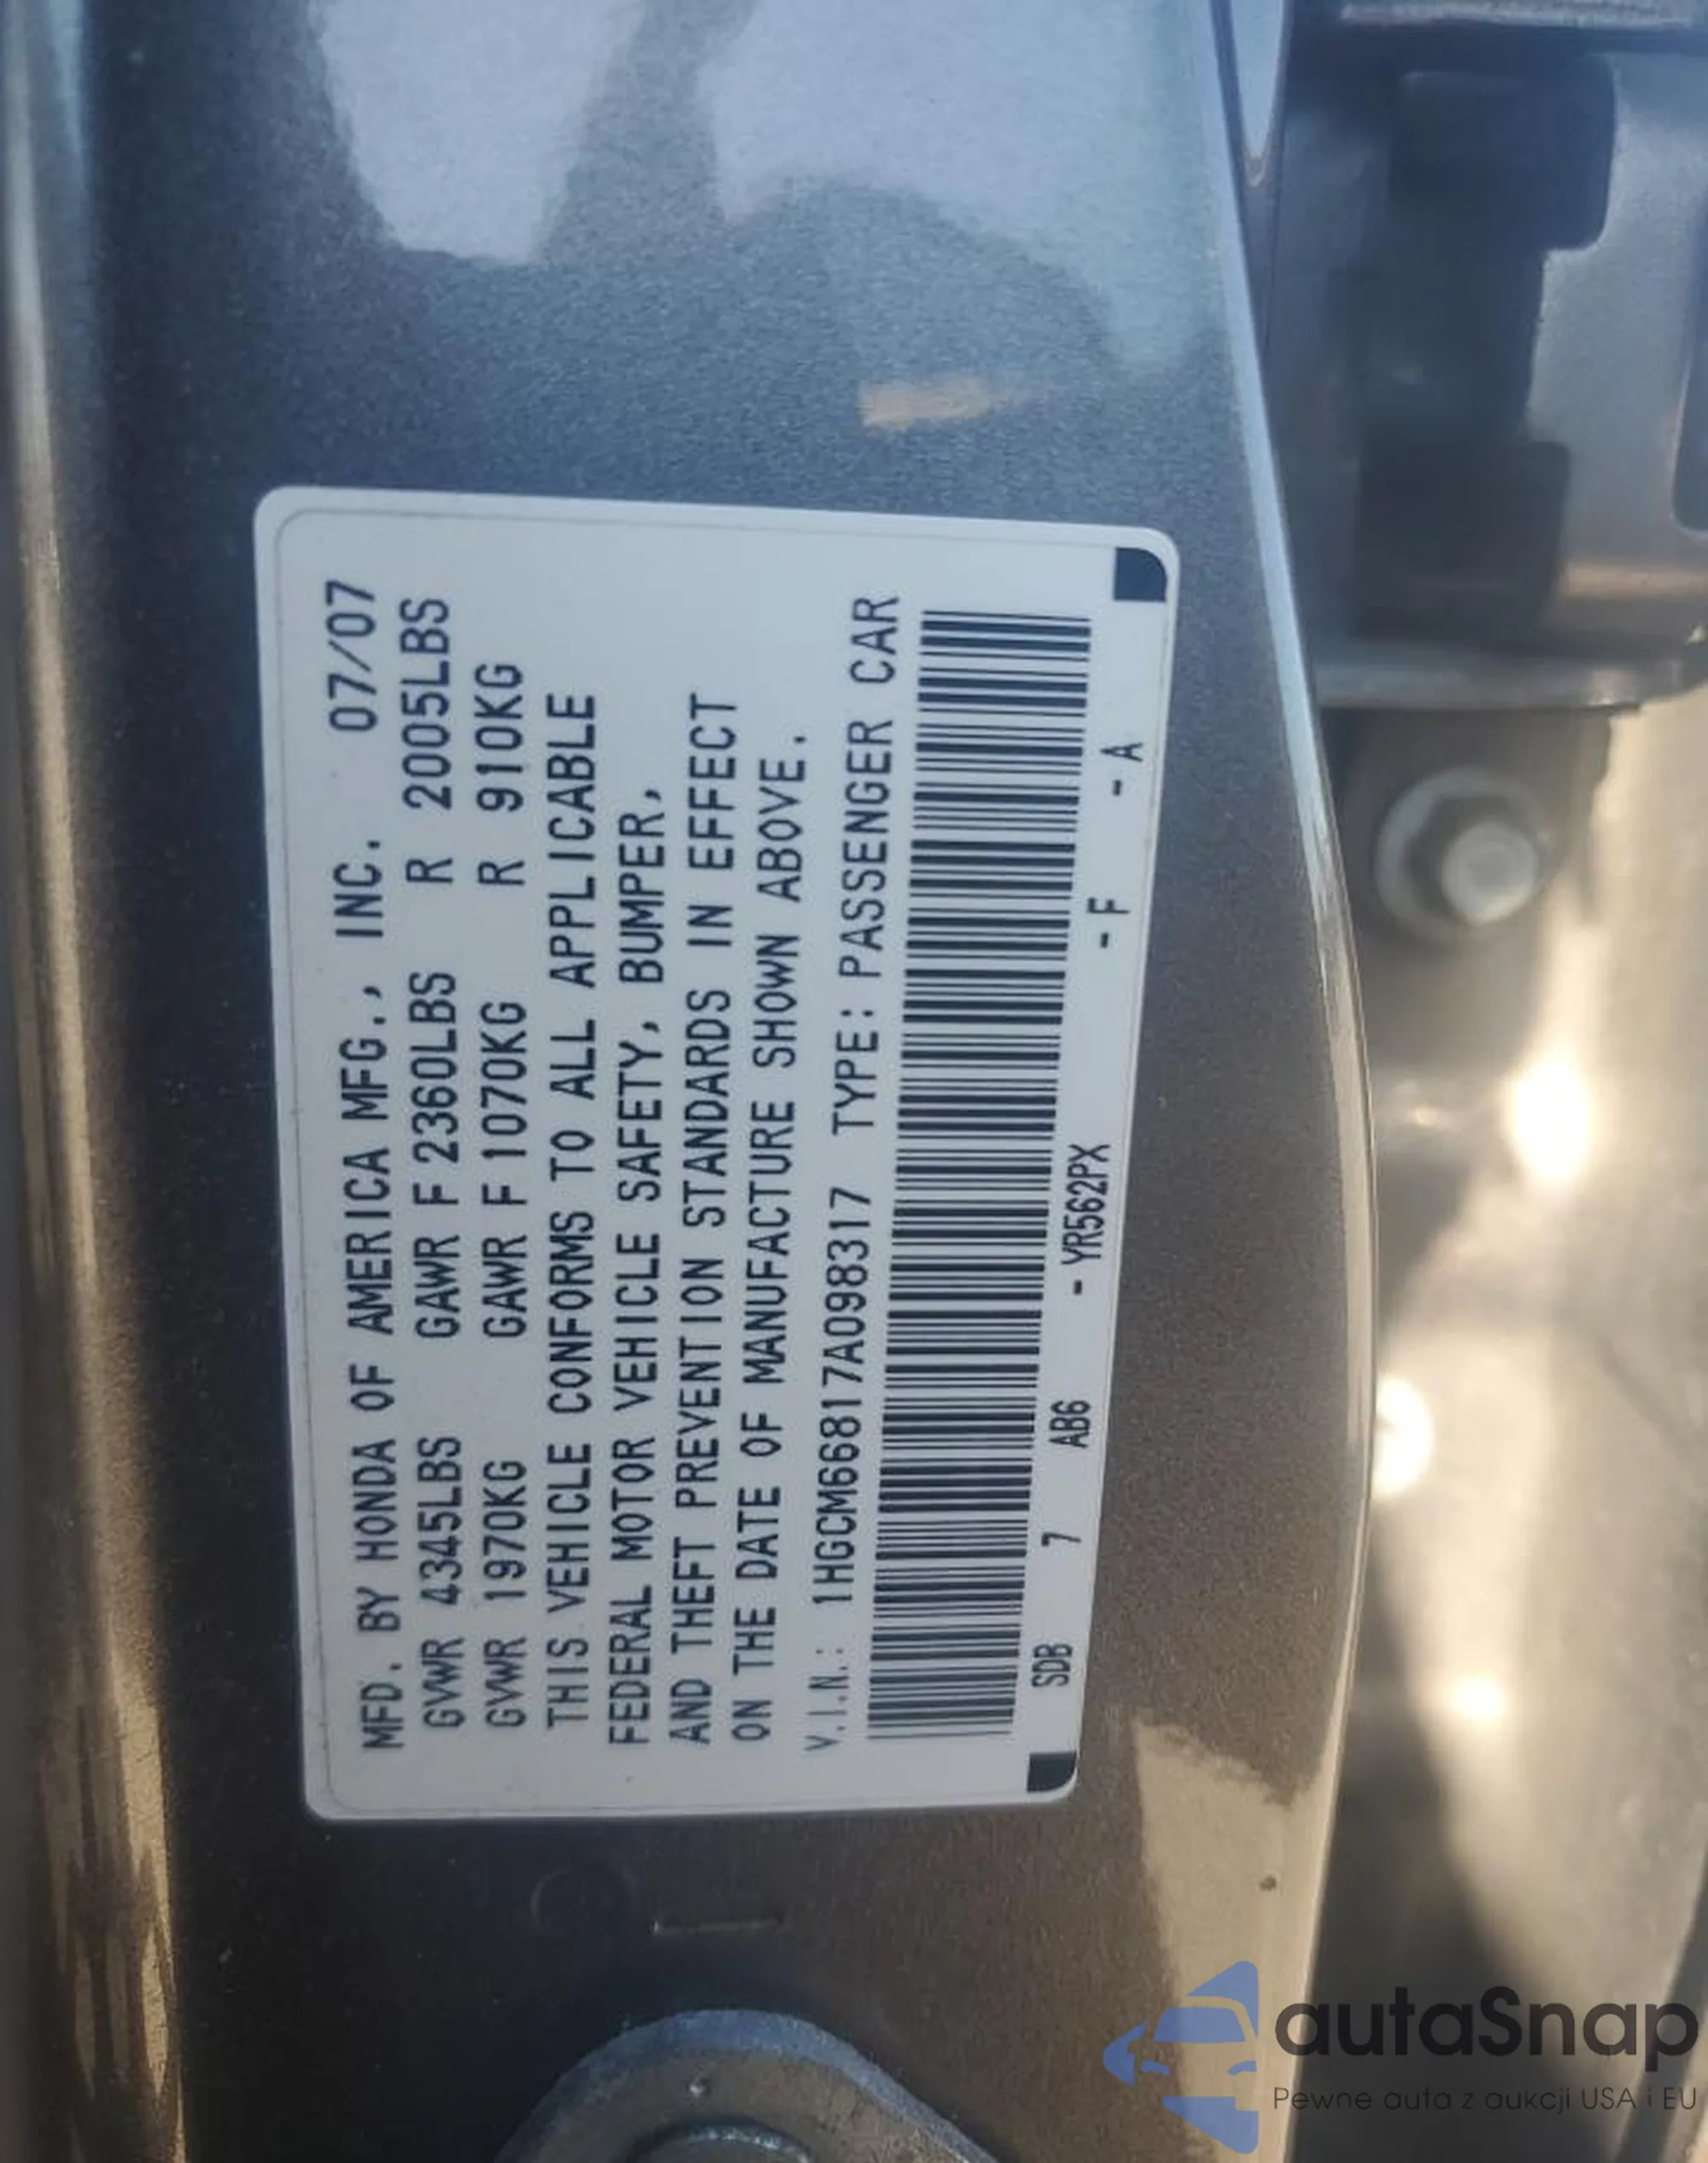 MFD. BY HONDA OF AMERICA MFG., INC. 07/07
GVWR 4345LBS GAWR F 2360LBS R 2005LBS
GVWR 1970KG GAWR F 1070KG R 910KG
THIS VEHICLE CONFORMS TO ALL APPLICABLE
FEDERAL MOTOR VEHICLE SAFETY, BUMPER,
AND THEFT PREVENTION STANDARDS IN EFFECT
ON THE DATE OF MANUFACTURE SHOWN ABOVE.
V.I.N.: 1HGCM66817A098317 TYPE: PASSENGER CAR
SDB 7 AB6 - YR562PX - F - A
autaSnap
Pewne auta z aukcji USA i EU